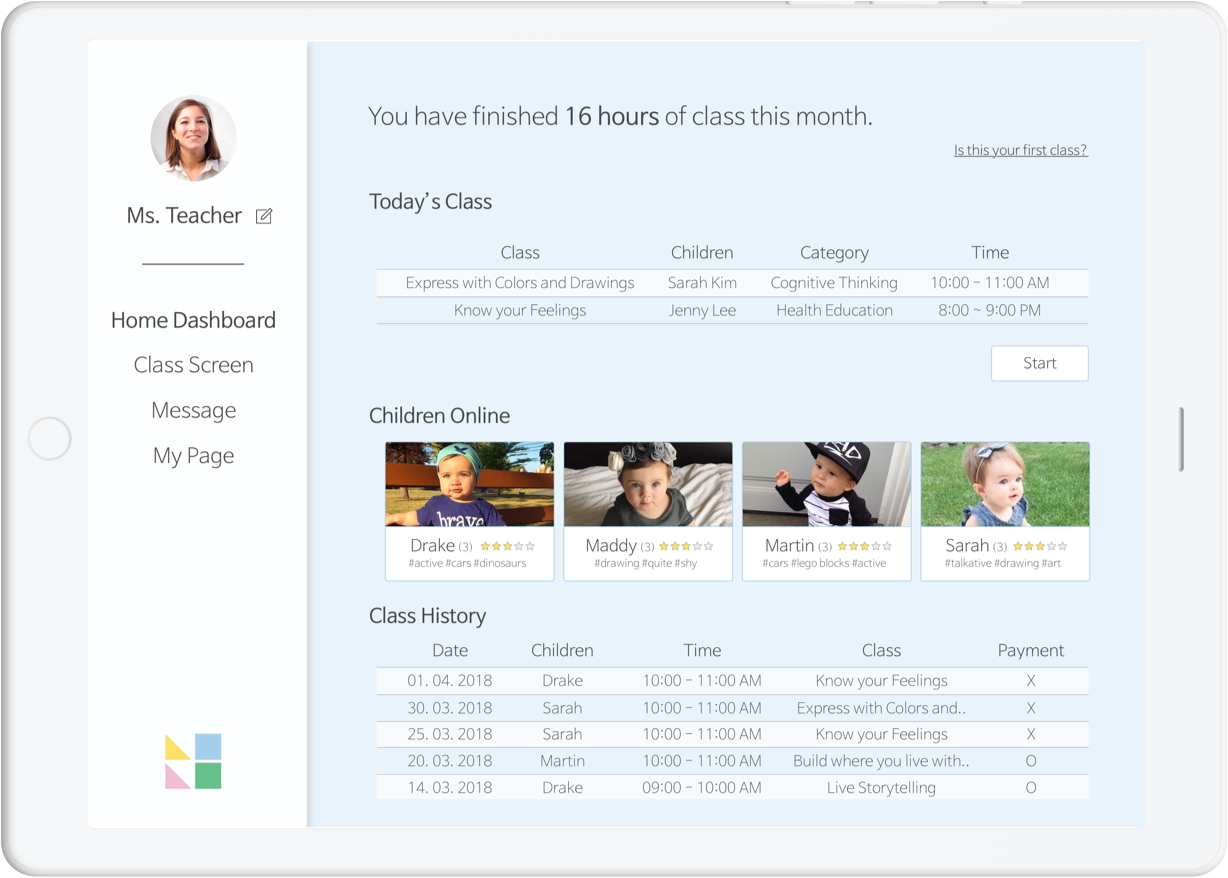 Ms. Teacher
Home Dashboard
Class Screen
Message
My Page
You have finished 16 hours of class this month.
Is this your first class?
Today's Class
Class Children Category Time
Express with Colors and Drawings Sarah Kim Cognitive Thinking 10:00 - 11:00 AM
Know your Feelings Jenny Lee Health Education 8:00 ~ 9:00 PM
Start
Children Online
brave
DAD
Drake (3) ★★★☆☆
#active #cars #dinosaurs
Maddy (3) ★★★☆☆
#drawing #quite #shy
Martin (3) ★★★☆☆
#cars #lego blocks #active
Sarah (3) ★★★☆☆
#talkative #drawing #art
Class History
Date Children Time Class Payment
01. 04. 2018 Drake 10:00 - 11:00 AM Know your Feelings X
30. 03. 2018 Sarah 10:00 - 11:00 AM Express with Colors and.. X
25. 03. 2018 Sarah 10:00 - 11:00 AM Know your Feelings X
20. 03. 2018 Martin 10:00 - 11:00 AM Build where you live with.. O
14. 03. 2018 Drake 09:00 - 10:00 AM Live Storytelling O